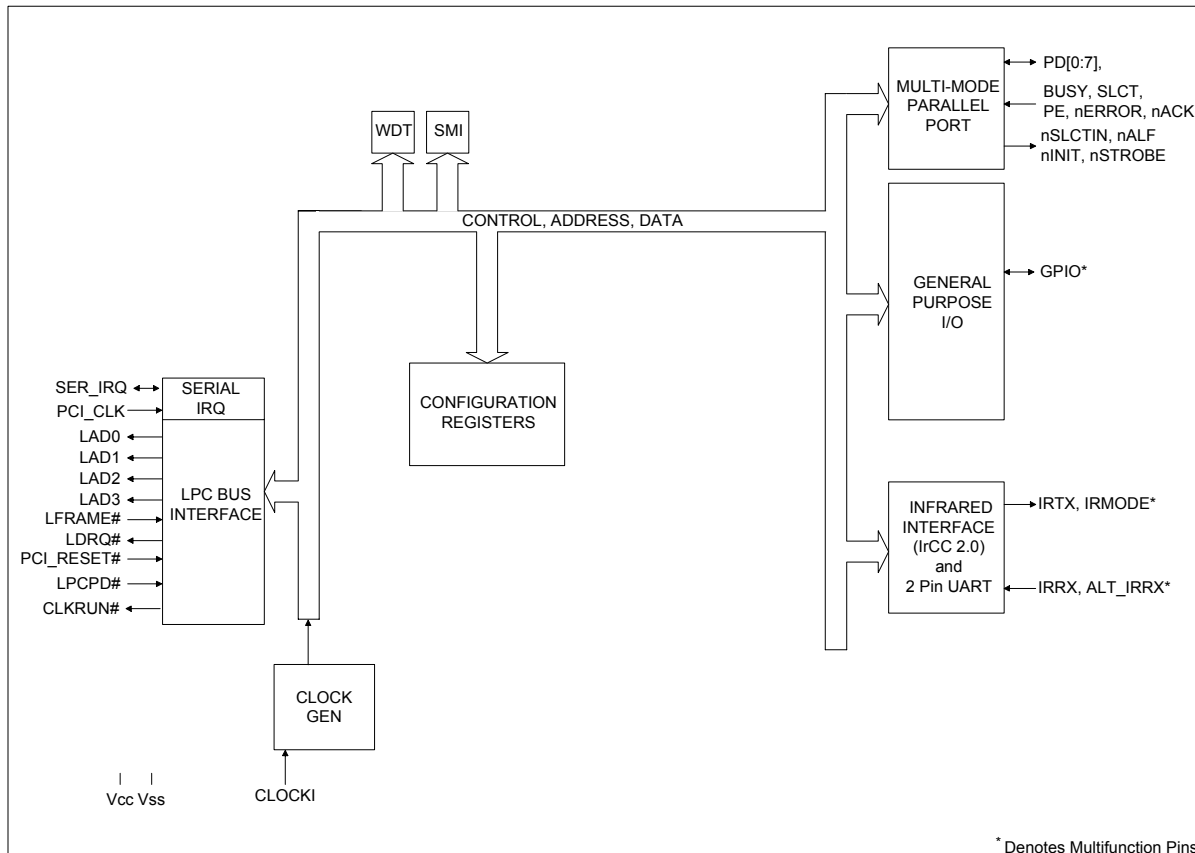 WDT
SMI
MULTI-MODE
PARALLEL
PORT
PD[0:7],
BUSY, SLCT,
PE, nERROR, nACK
nSLCTIN, nALF
nINIT, nSTROBE
CONTROL, ADDRESS, DATA
GENERAL
PURPOSE
I/O
GPIO*
CONFIGURATION
REGISTERS
SER_IRQ
PCI_CLK
LAD0
LAD1
LAD2
LAD3
LFRAME#
LDRQ#
PCI_RESET#
LPCPD#
CLKRUN#
SERIAL
IRQ
LPC BUS
INTERFACE
INFRARED
INTERFACE
(IrCC 2.0)
and
2 Pin UART
IRTX, IRMODE*
IRRX, ALT_IRRX*
CLOCK
GEN
CLOCKI
Vcc Vss
* Denotes Multifunction Pins